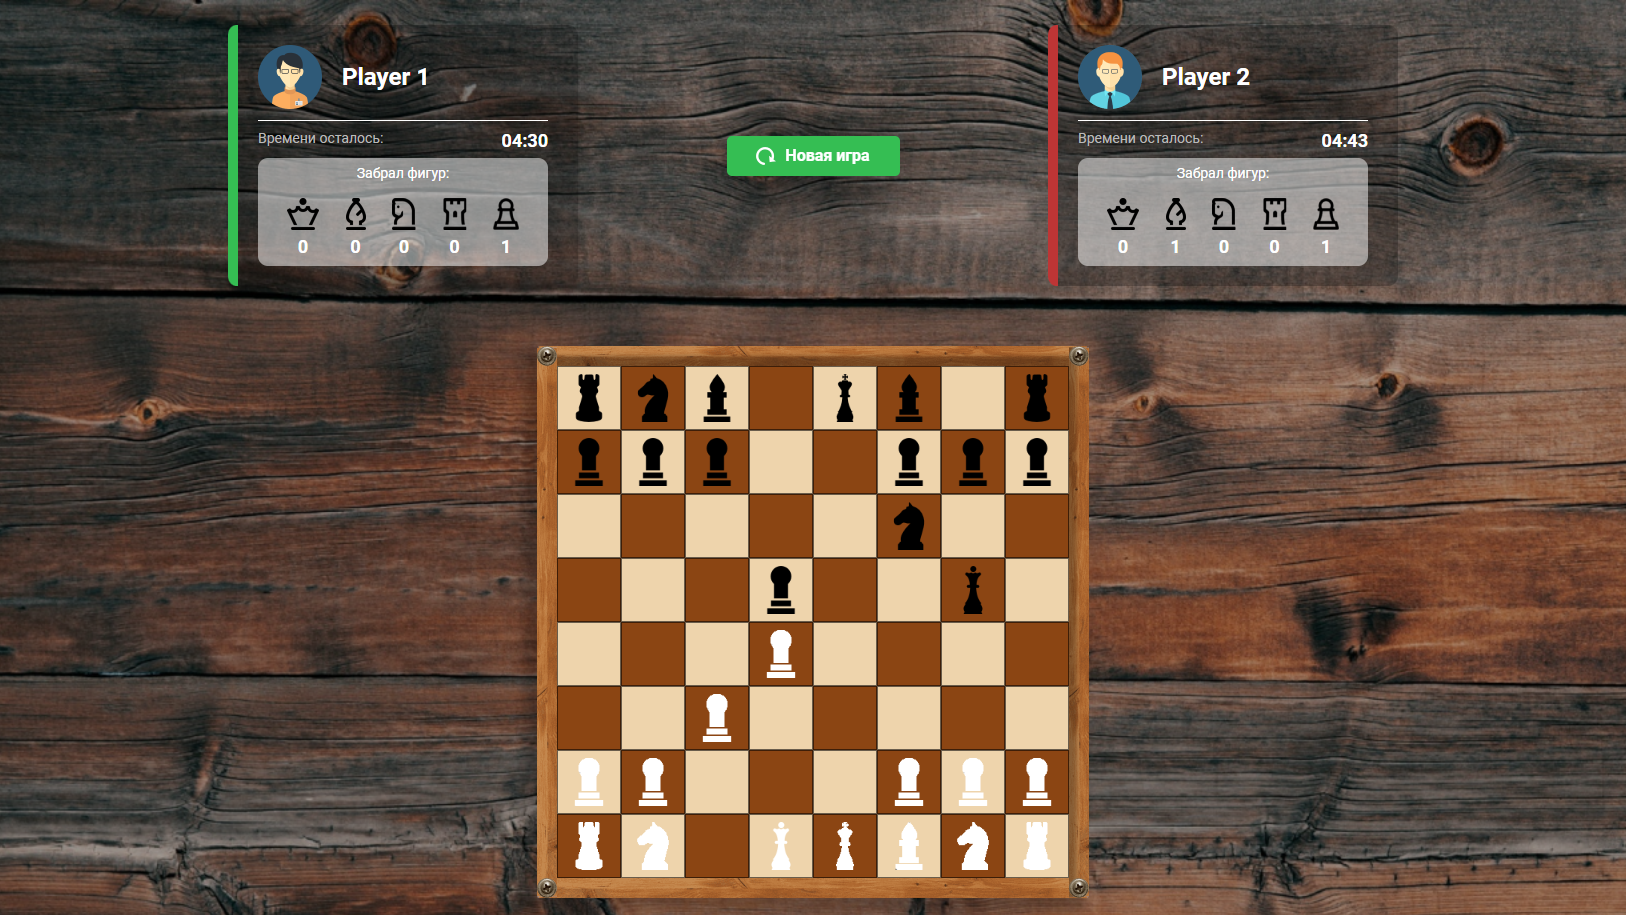 Player 1
Времени осталось:
04:30
Забрал фигур:
0 0 0 0 1
Новая игра
Player 2
Времени осталось:
04:43
Забрал фигур:
0 1 0 0 1